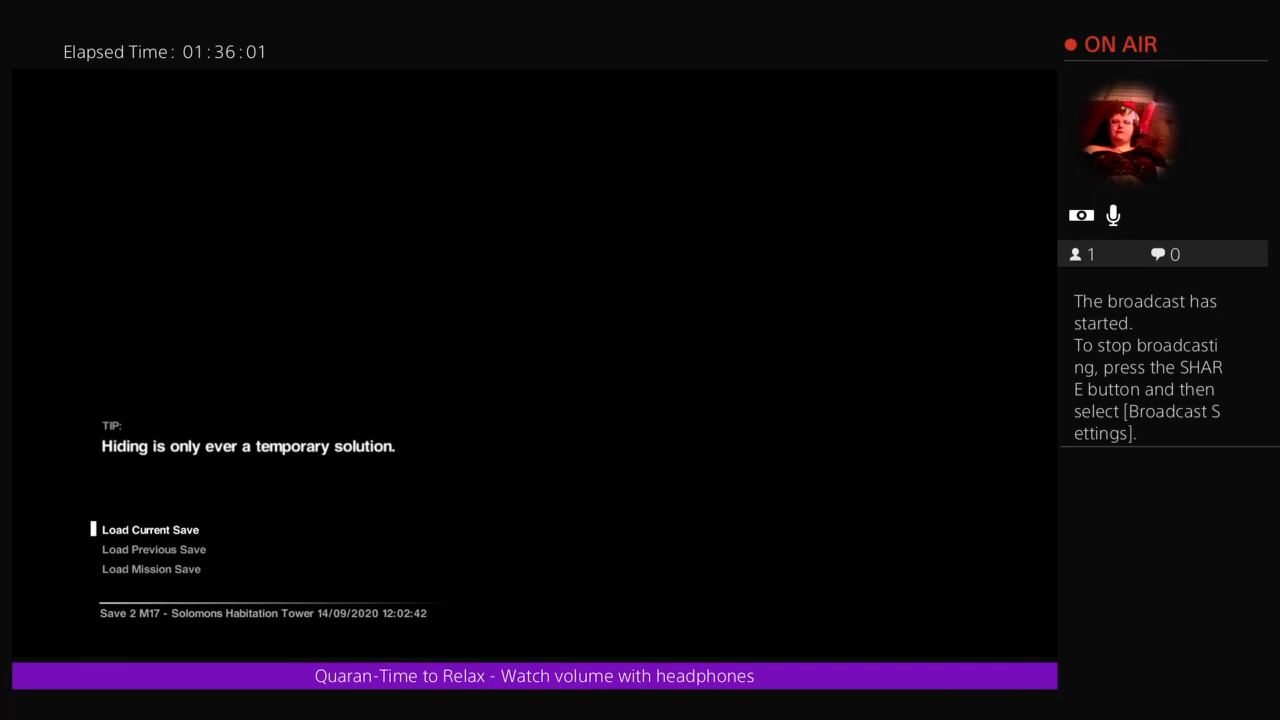 Elapsed Time: 01:36:01
ON AIR
1
0
The broadcast has
started.
To stop broadcasti
ng, press the SHAR
E button and then
select [Broadcast S
ettings].
TIP:
Hiding is only ever a temporary solution.
Load Current Save
Load Previous Save
Load Mission Save
Save 2 M17 - Solomons Habitation Tower 14/09/2020 12:02:42
Quaran-Time to Relax - Watch volume with headphones